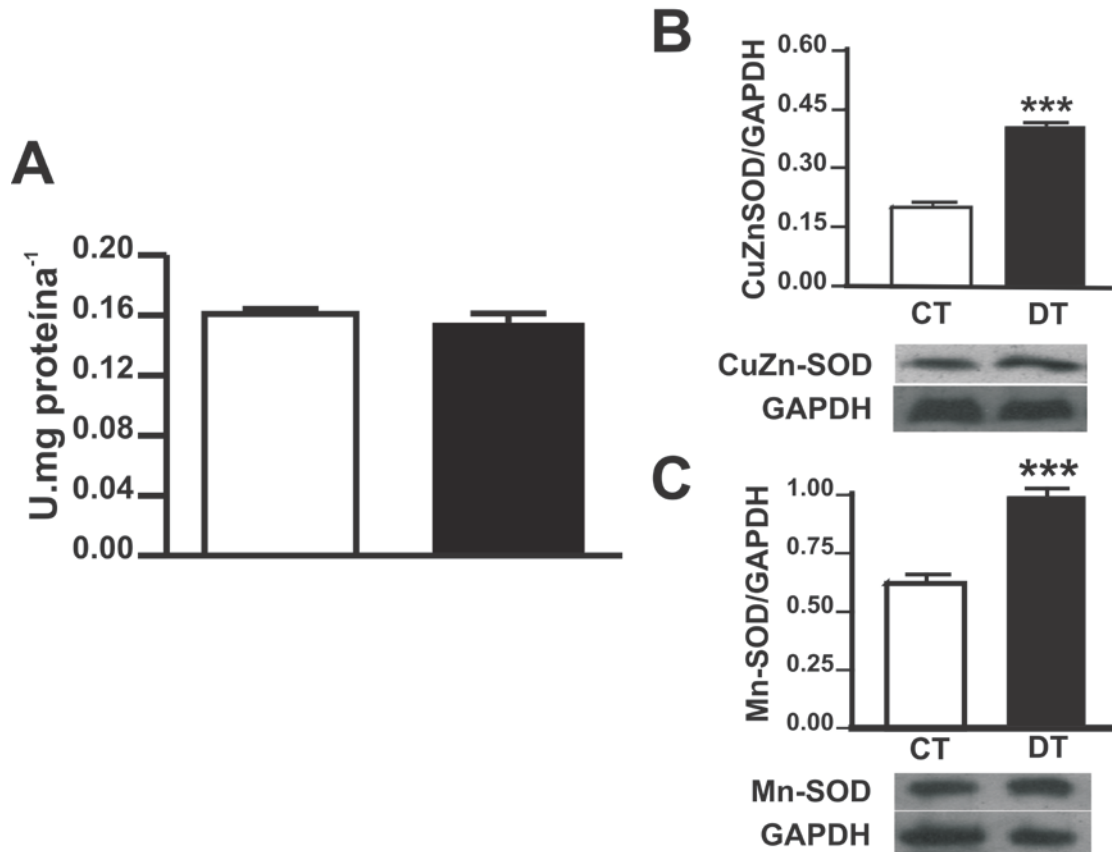 A
U.mg proteína⁻¹
0.20
0.16
0.12
0.08
0.04
0.00
B
CuZnSOD/GAPDH
0.60
0.45
0.30
0.15
0.00
***
CT DT
CuZn-SOD
GAPDH
C
Mn-SOD/GAPDH
1.00
0.75
0.50
0.25
0.00
***
CT DT
Mn-SOD
GAPDH